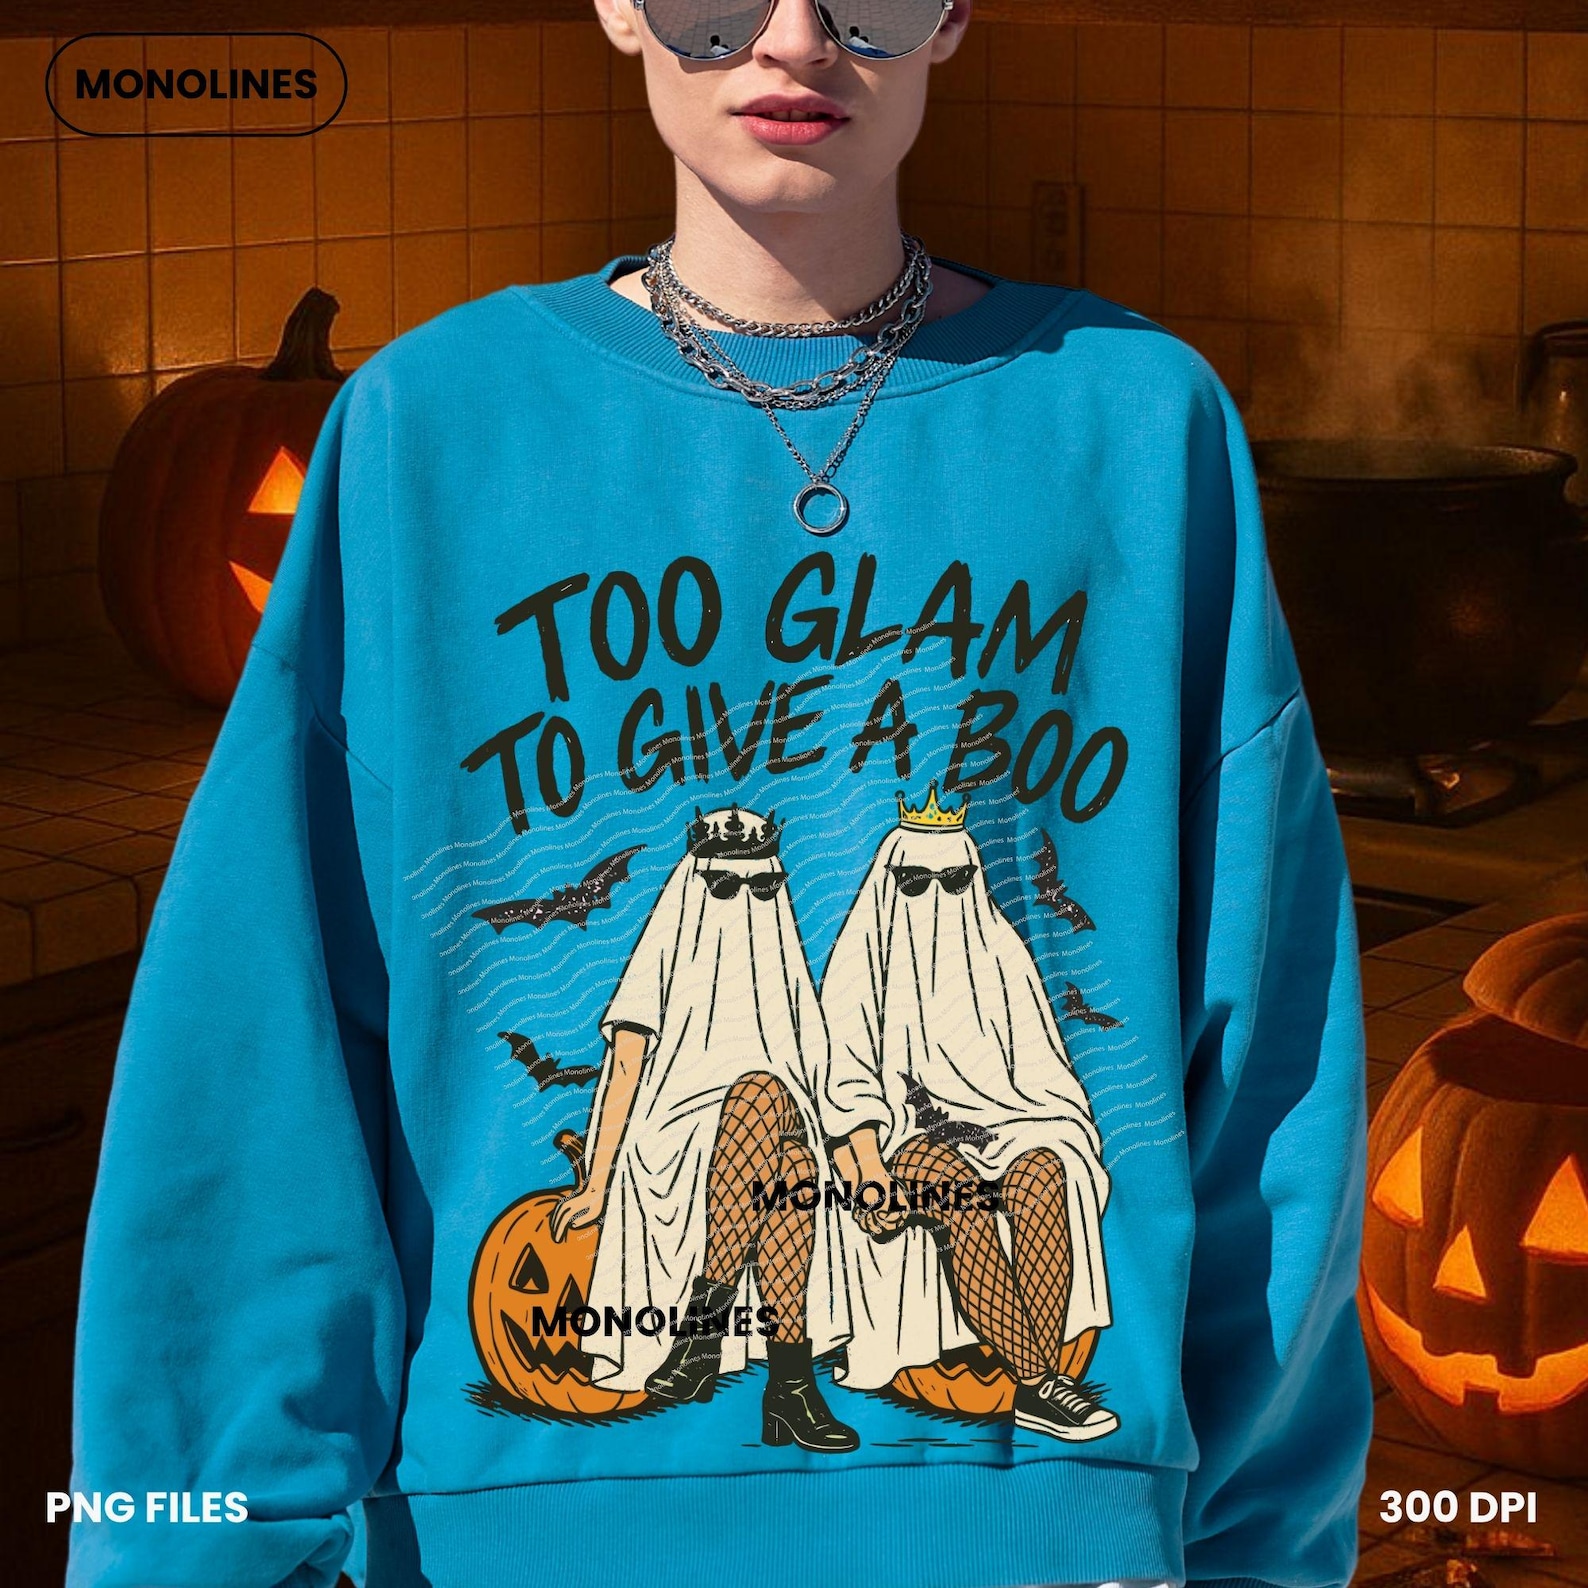 MONOLINES
TOO GLAM
TO GIVE A BOO
MONOLINES
MONOLINES
PNG FILES
300 DPI